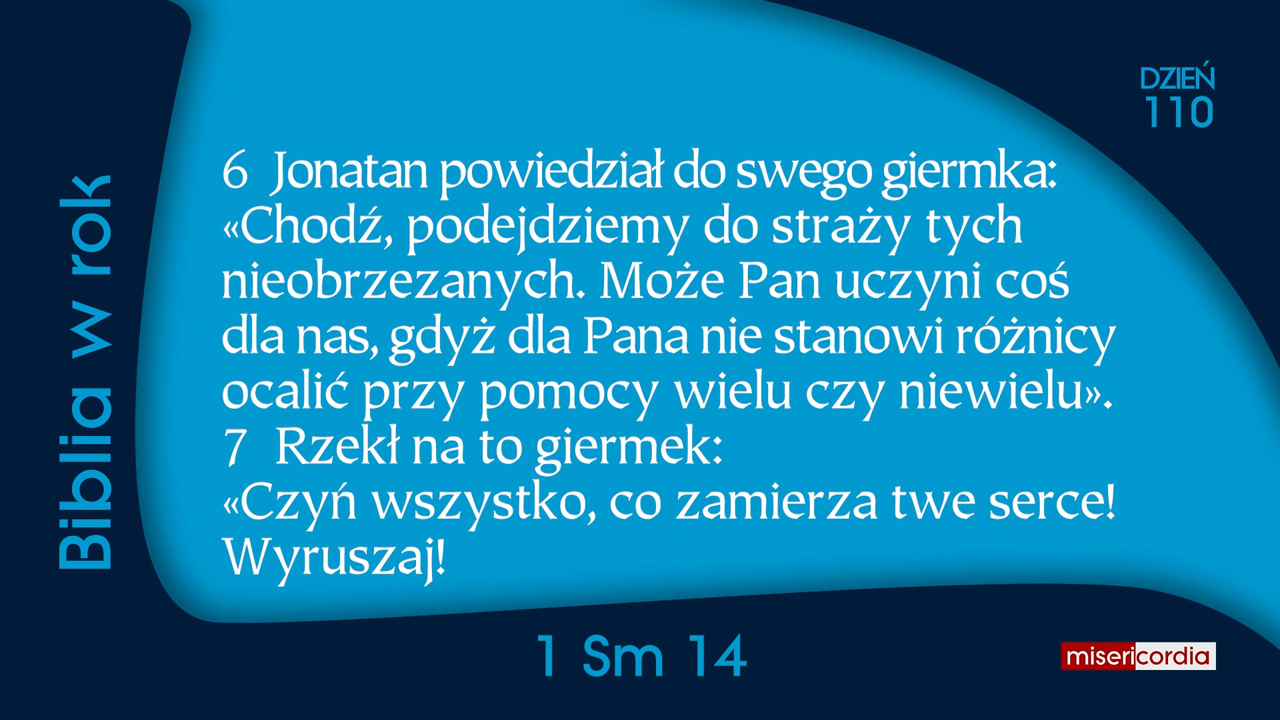 DZIEŃ
110
Biblia w rok
6 Jonatan powiedział do swego giermka:
«Chodź, podejdziemy do straży tych
nieobrzezanych. Może Pan uczyni coś
dla nas, gdyż dla Pana nie stanowi różnicy
ocalić przy pomocy wielu czy niewielu».
7 Rzekł na to giermek:
«Czyń wszystko, co zamierza twe serce!
Wyruszaj!
1 Sm 14
misericordia